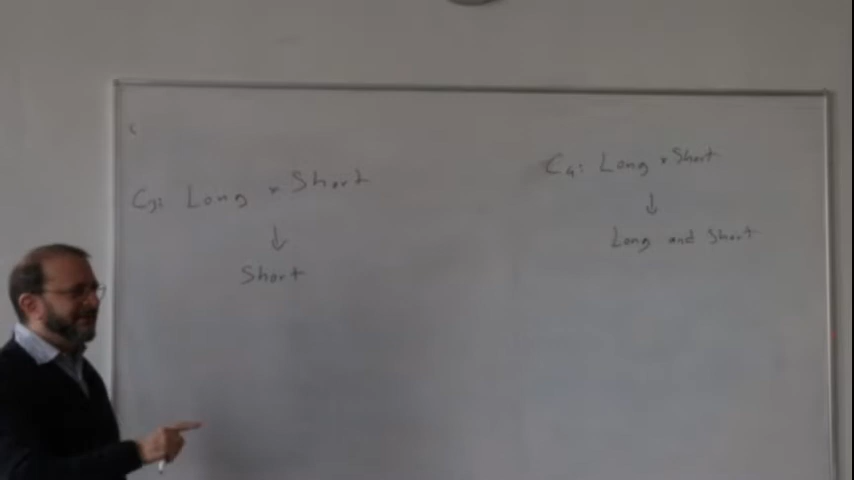 C3: Long × Short
↓
Short
C4: Long × Short
↓
Long and Short